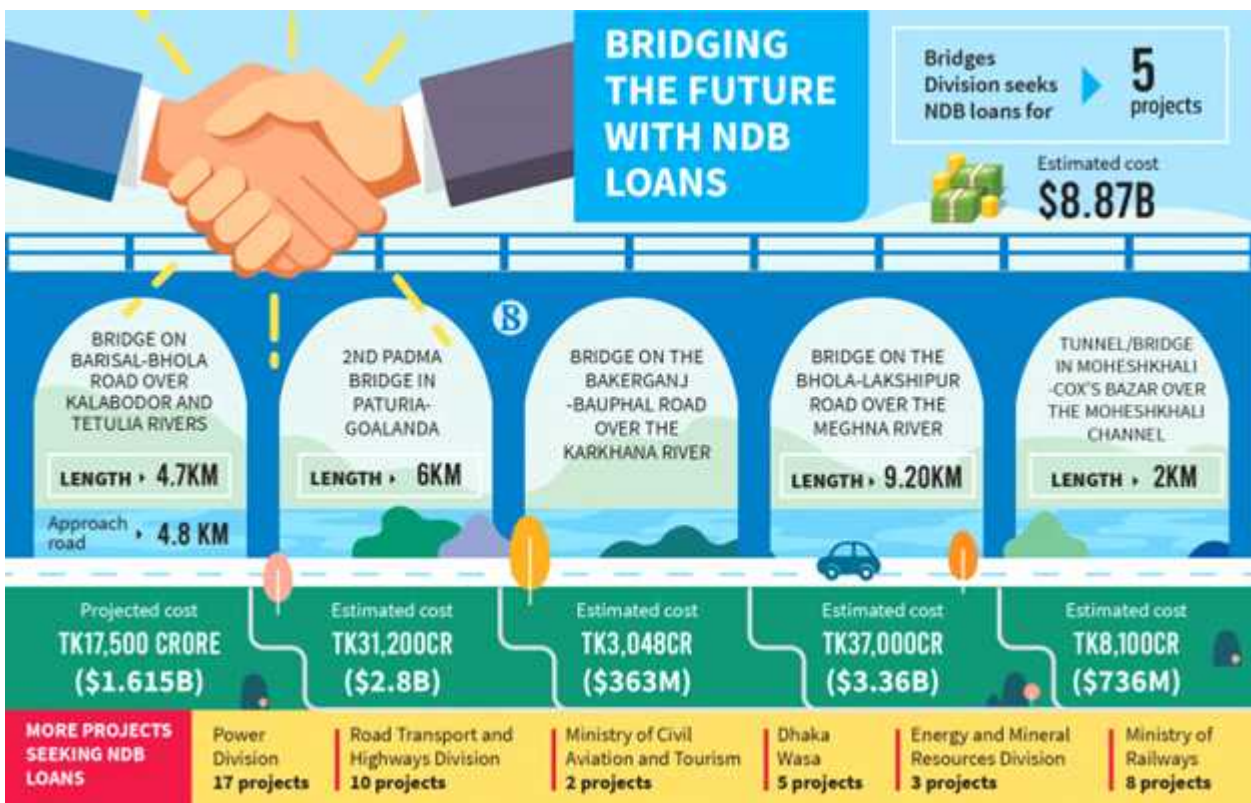 BRIDGING
THE FUTURE
WITH NDB
LOANS
Bridges
Division seeks
NDB loans for
5
projects
Estimated cost
$8.87B
BRIDGE ON
BARISAL-BHOLA
ROAD OVER
KALABODOR AND
TETULIA RIVERS
LENGTH 4.7KM
Approach
road
4.8 KM
Projected cost
TK17,500 CRORE
($1.615B)
2ND PADMA
BRIDGE IN
PATURIA-
GOALANDA
LENGTH 6KM
Estimated cost
TK31,200CR
($2.8B)
BRIDGE ON THE
BAKERGANJ
-BAUPHAL ROAD
OVER THE
KARKHANA RIVER
Estimated cost
TK3,048CR
($363M)
BRIDGE ON THE
BHOLA-LAKSHIPUR
ROAD OVER THE
MEGHNA RIVER
LENGTH 9.20KM
Estimated cost
TK37,000CR
($3.36B)
TUNNEL/BRIDGE
IN MOHESHKHALI
-COX'S BAZAR OVER
THE MOHESHKHALI
CHANNEL
LENGTH 2KM
Estimated cost
TK8,100CR
($736M)
MORE PROJECTS
SEEKING NDB
LOANS
Power
Division
17 projects
Road Transport and
Highways Division
10 projects
Ministry of Civil
Aviation and Tourism
2 projects
Dhaka
Wasa
5 projects
Energy and Mineral
Resources Division
3 projects
Ministry of
Railways
8 projects